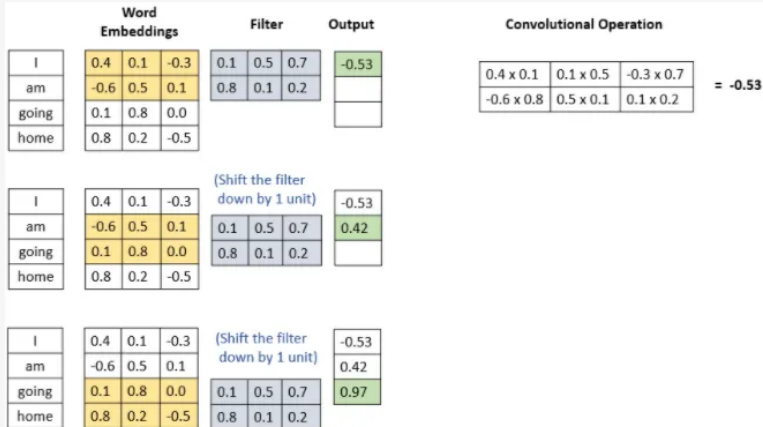 Word
Embeddings Filter Output Convolutional Operation
I 0.4 0.1 -0.3 0.1 0.5 0.7 -0.53 0.4 x 0.1 0.1 x 0.5 -0.3 x 0.7
am -0.6 0.5 0.1 0.8 0.1 0.2 -0.6 x 0.8 0.5 x 0.1 0.1 x 0.2 = -0.53
going 0.1 0.8 0.0
home 0.8 0.2 -0.5
(Shift the filter
down by 1 unit)
I 0.4 0.1 -0.3 -0.53
am -0.6 0.5 0.1 0.1 0.5 0.7 0.42
going 0.1 0.8 0.0 0.8 0.1 0.2
home 0.8 0.2 -0.5
(Shift the filter
down by 1 unit)
I 0.4 0.1 -0.3 -0.53
am -0.6 0.5 0.1 0.42
going 0.1 0.8 0.0 0.1 0.5 0.7 0.97
home 0.8 0.2 -0.5 0.8 0.1 0.2